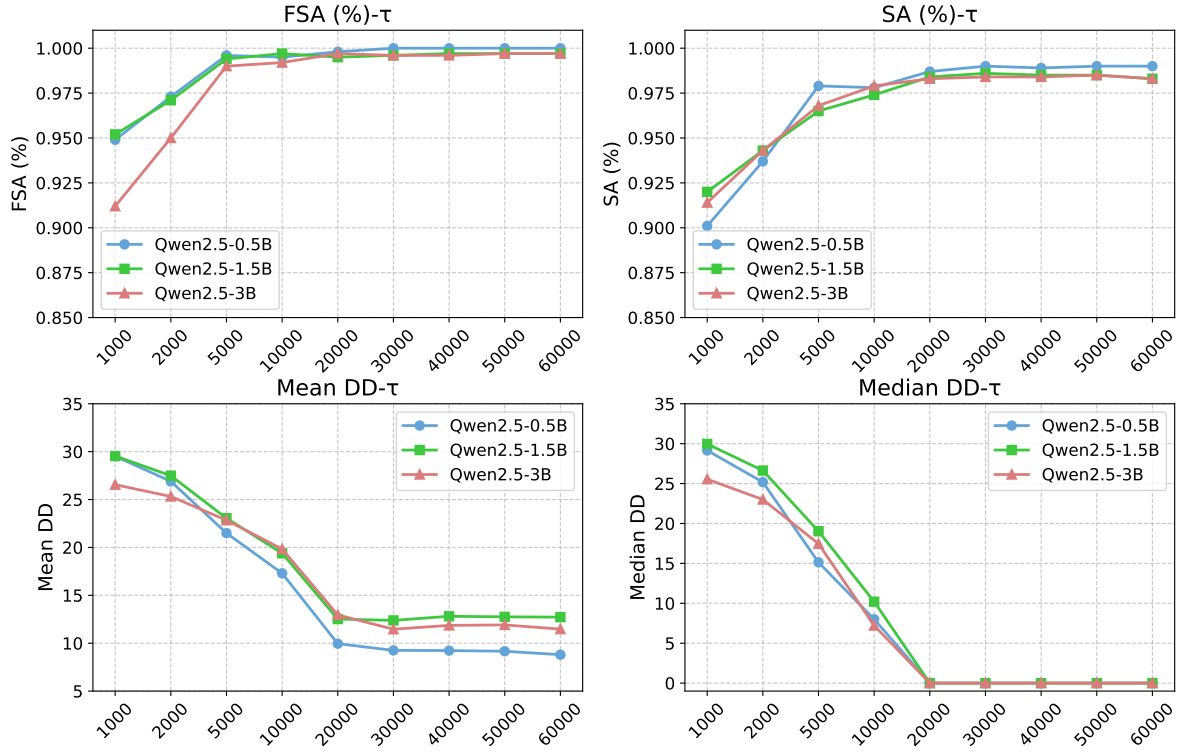 FSA (%)-τ
FSA (%)
1.000
0.975
0.950
0.925
0.900
0.875
0.850
Qwen2.5-0.5B
Qwen2.5-1.5B
Qwen2.5-3B
1000 2000 5000 10000 20000 30000 40000 50000 60000
SA (%)-τ
SA (%)
1.000
0.975
0.950
0.925
0.900
0.875
0.850
Qwen2.5-0.5B
Qwen2.5-1.5B
Qwen2.5-3B
1000 2000 5000 10000 20000 30000 40000 50000 60000
Mean DD-τ
Mean DD
35
30
25
20
15
10
5
Qwen2.5-0.5B
Qwen2.5-1.5B
Qwen2.5-3B
1000 2000 5000 10000 20000 30000 40000 50000 60000
Median DD-τ
Median DD
35
30
25
20
15
10
5
0
Qwen2.5-0.5B
Qwen2.5-1.5B
Qwen2.5-3B
1000 2000 5000 10000 20000 30000 40000 50000 60000